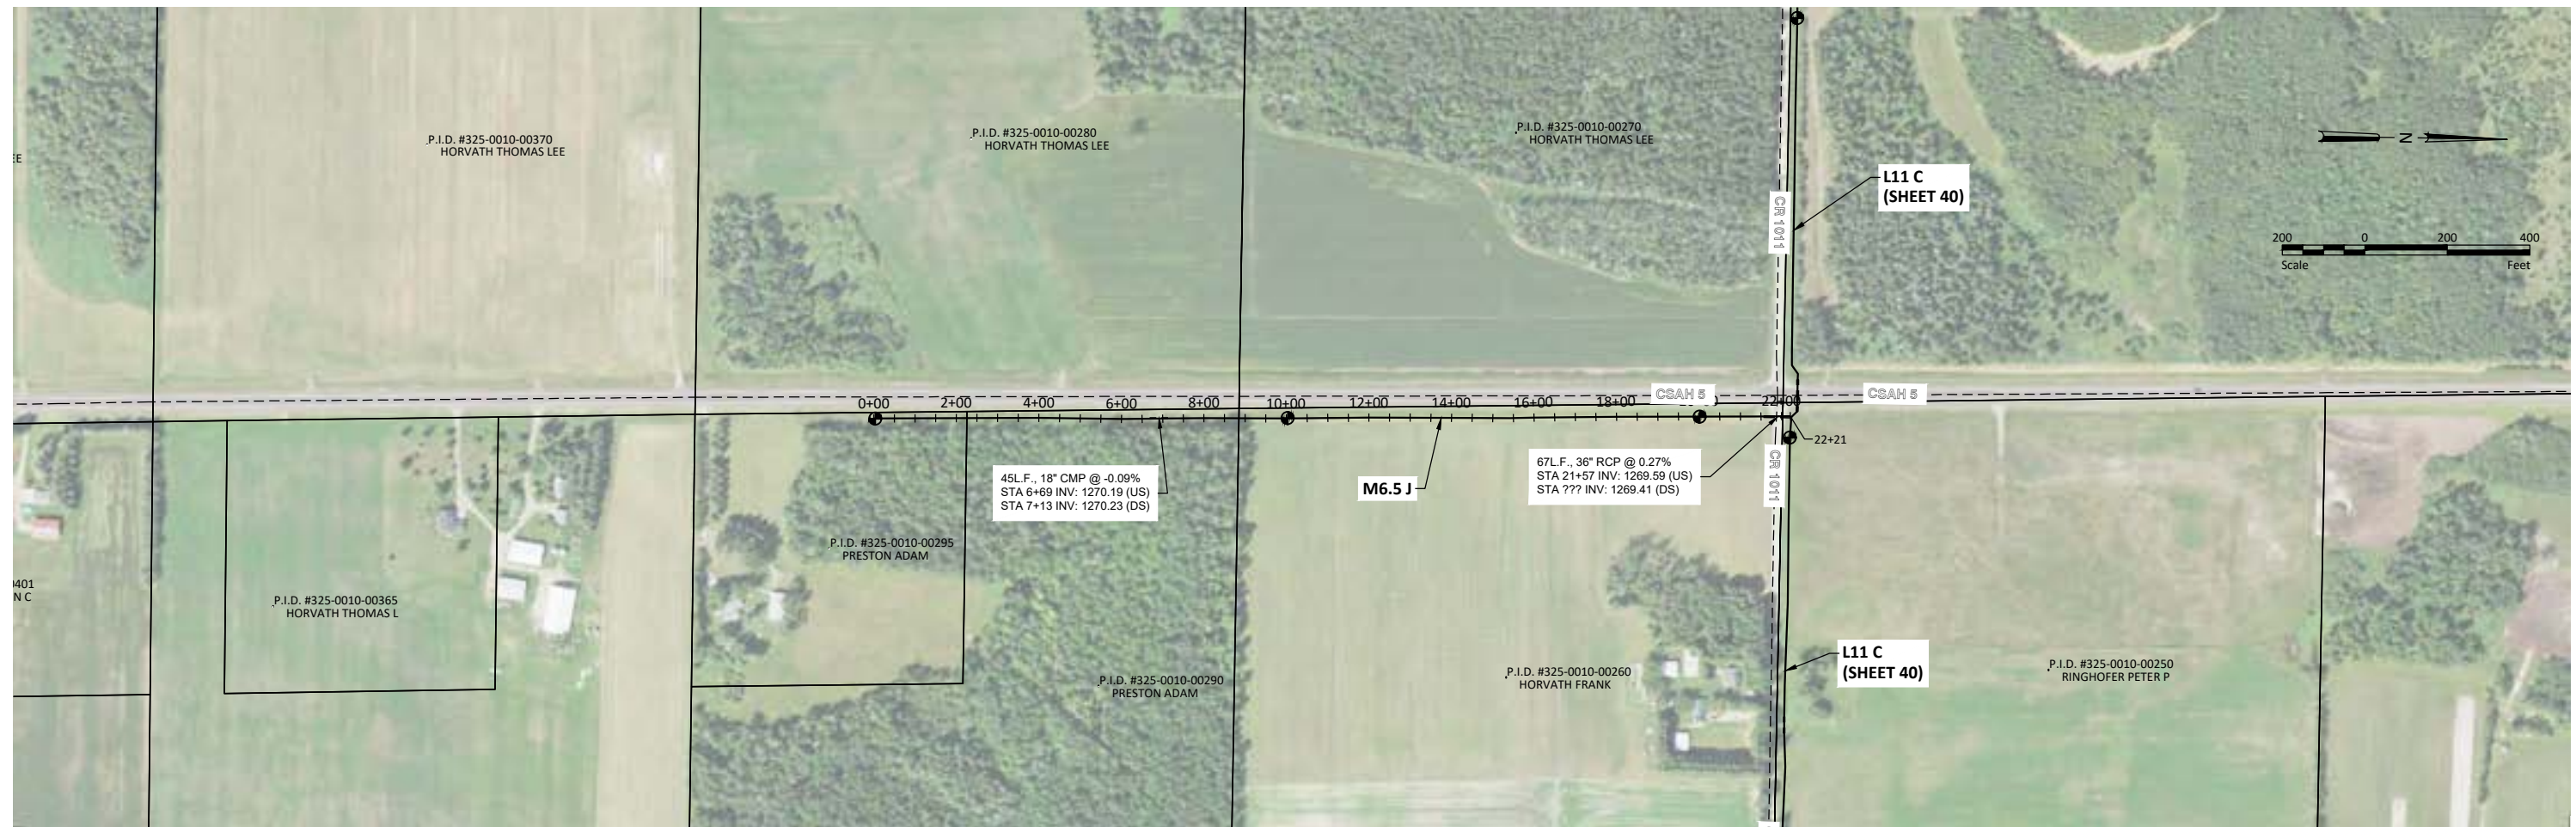 P.I.D. #325-0010-00370
HORVATH THOMAS LEE
P.I.D. #325-0010-00280
HORVATH THOMAS LEE
P.I.D. #325-0010-00270
HORVATH THOMAS LEE
N
L11 C
(SHEET 40)
CR 1011
200 0 200 400
Scale Feet
EE
CSAH 5
CSAH 5
0+00 2+00 4+00 6+00 8+00 10+00 12+00 14+00 16+00 18+00 22+00
22+21
45L.F., 18" CMP @ -0.09%
STA 6+69 INV: 1270.19 (US)
STA 7+13 INV: 1270.23 (DS)
M6.5 J
67L.F., 36" RCP @ 0.27%
STA 21+57 INV: 1269.59 (US)
STA ??? INV: 1269.41 (DS)
CR 1011
P.I.D. #325-0010-00295
PRESTON ADAM
0401
N C
P.I.D. #325-0010-00365
HORVATH THOMAS L
P.I.D. #325-0010-00290
PRESTON ADAM
P.I.D. #325-0010-00260
HORVATH FRANK
L11 C
(SHEET 40)
P.I.D. #325-0010-00250
RINGHOFER PETER P